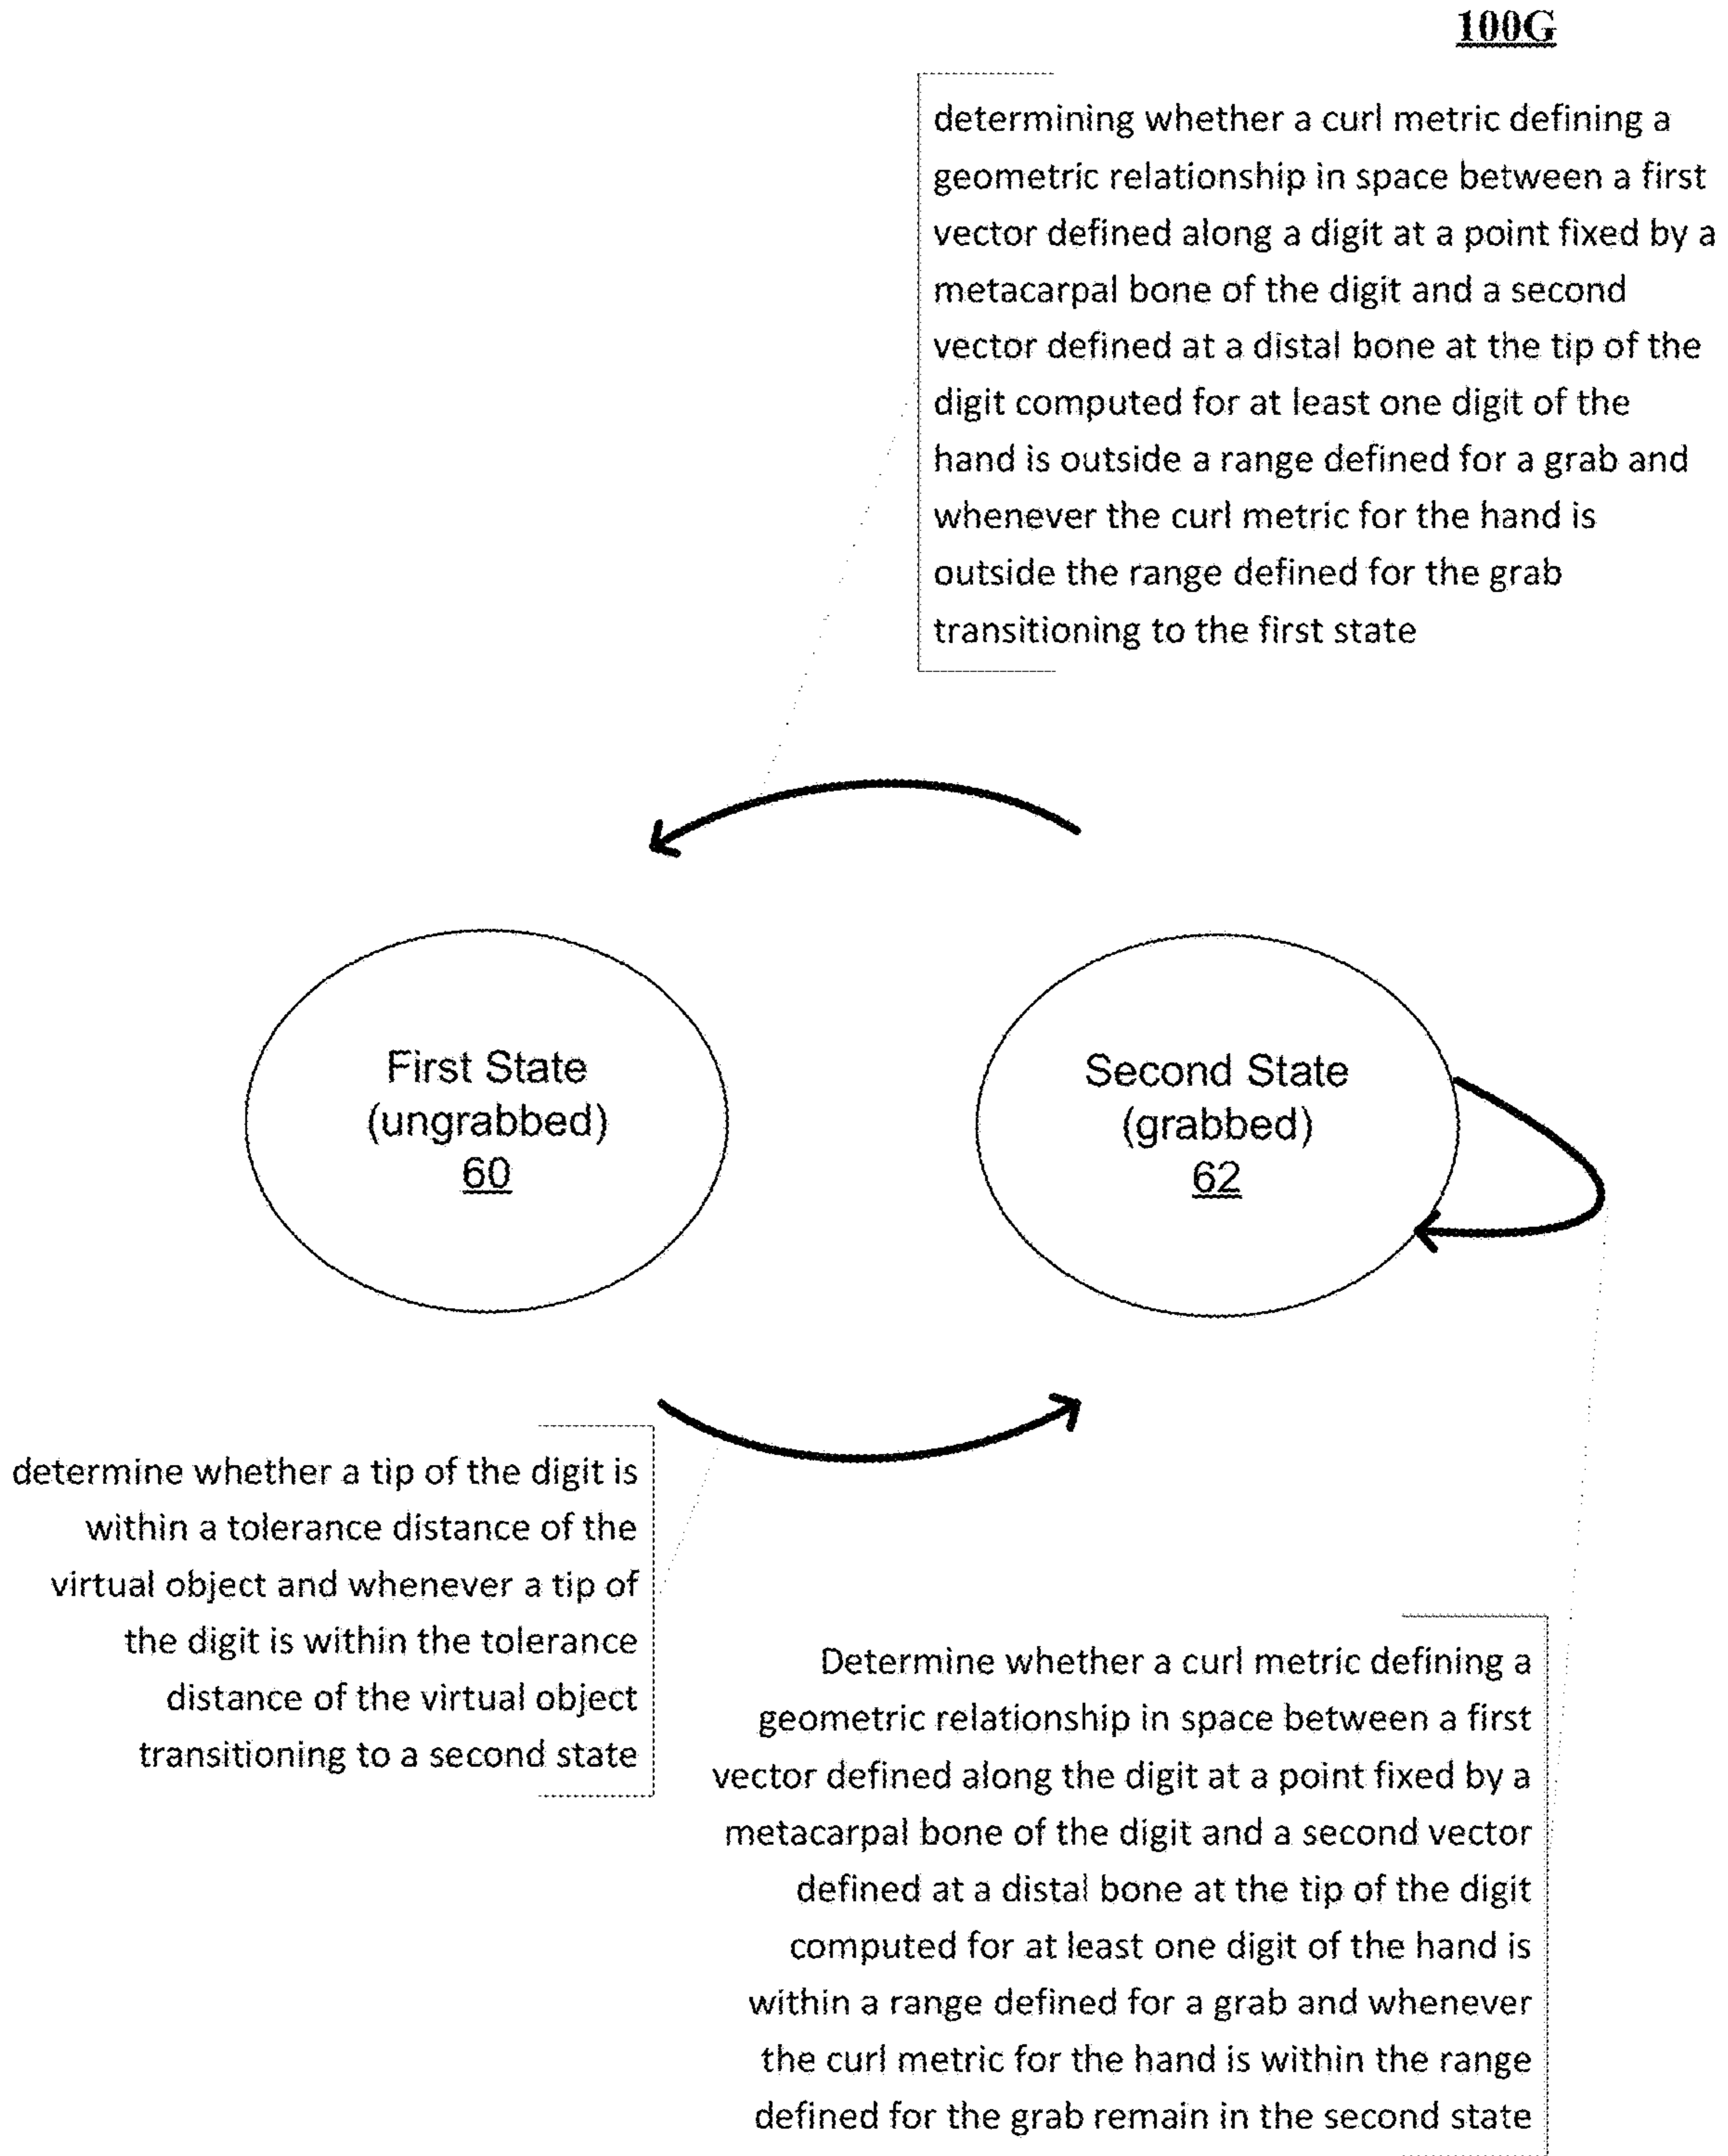 100G
determining whether a curl metric defining a
geometric relationship in space between a first
vector defined along a digit at a point fixed by a
metacarpal bone of the digit and a second
vector defined at a distal bone at the tip of the
digit computed for at least one digit of the
hand is outside a range defined for a grab and
whenever the curl metric for the hand is
outside the range defined for the grab
transitioning to the first state
First State
(ungrabbed)
60
Second State
(grabbed)
62
determine whether a tip of the digit is
within a tolerance distance of the
virtual object and whenever a tip of
the digit is within the tolerance
distance of the virtual object
transitioning to a second state
Determine whether a curl metric defining a
geometric relationship in space between a first
vector defined along the digit at a point fixed by a
metacarpal bone of the digit and a second vector
defined at a distal bone at the tip of the digit
computed for at least one digit of the hand is
within a range defined for a grab and whenever
the curl metric for the hand is within the range
defined for the grab remain in the second state